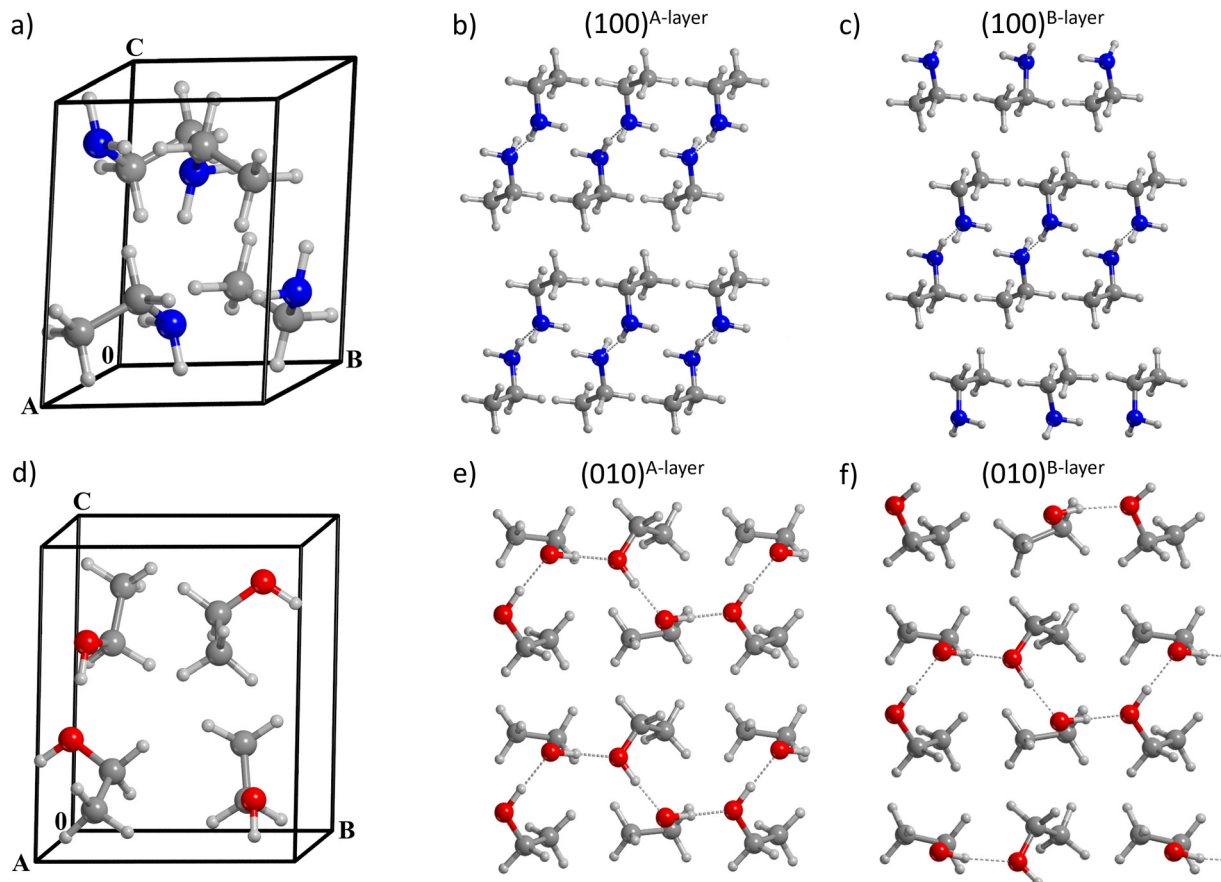 a)
C
0
B
A
b)
(100)A-layer
c)
(100)B-layer
d)
C
0
B
A
e)
(010)A-layer
f)
(010)B-layer